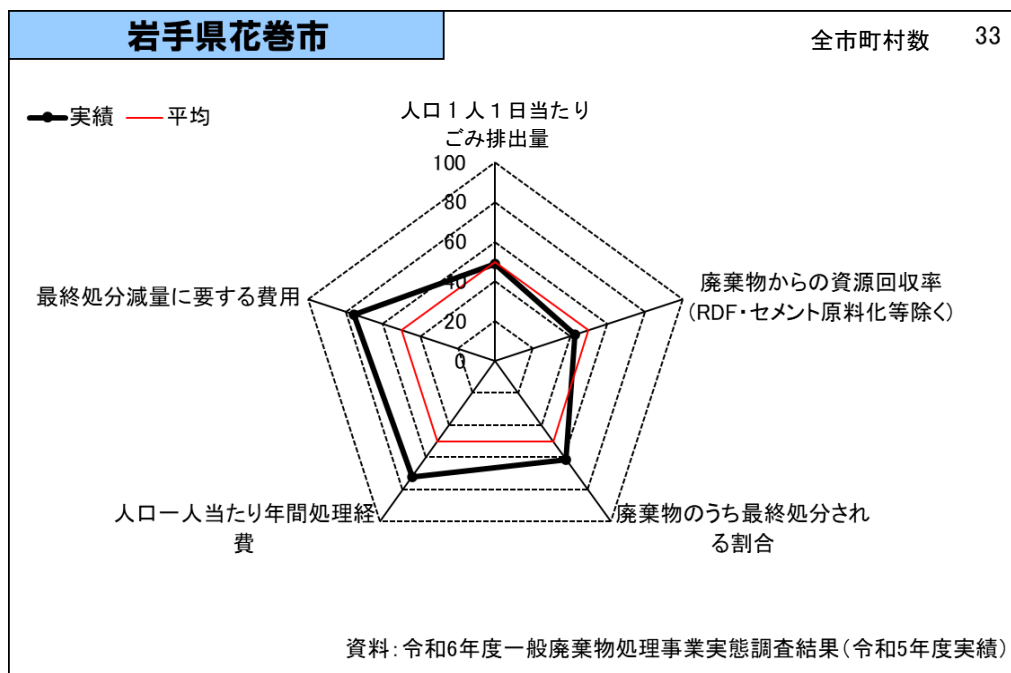 岩手県花巻市
全市町村数 33
実績 平均
人口1人1日当たり
ごみ排出量
100
80
60
40
20
0
廃棄物からの資源回収率
(RDF・セメント原料化等除く)
最終処分減量に要する費用
人口一人当たり年間処理経
費
廃棄物のうち最終処分され
る割合
資料:令和6年度一般廃棄物処理事業実態調査結果(令和5年度実績)